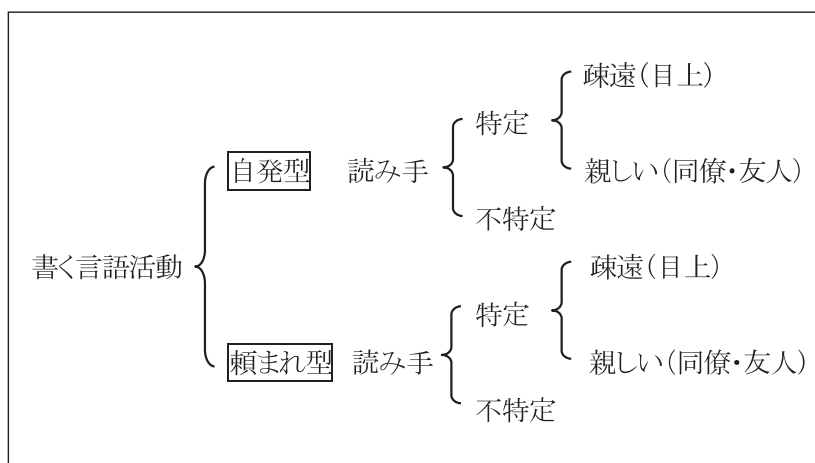 疎遠（目上）
特定
自発型 読み手 親しい（同僚・友人）
不特定
書く言語活動 疎遠（目上）
特定
頼まれ型 読み手 親しい（同僚・友人）
不特定